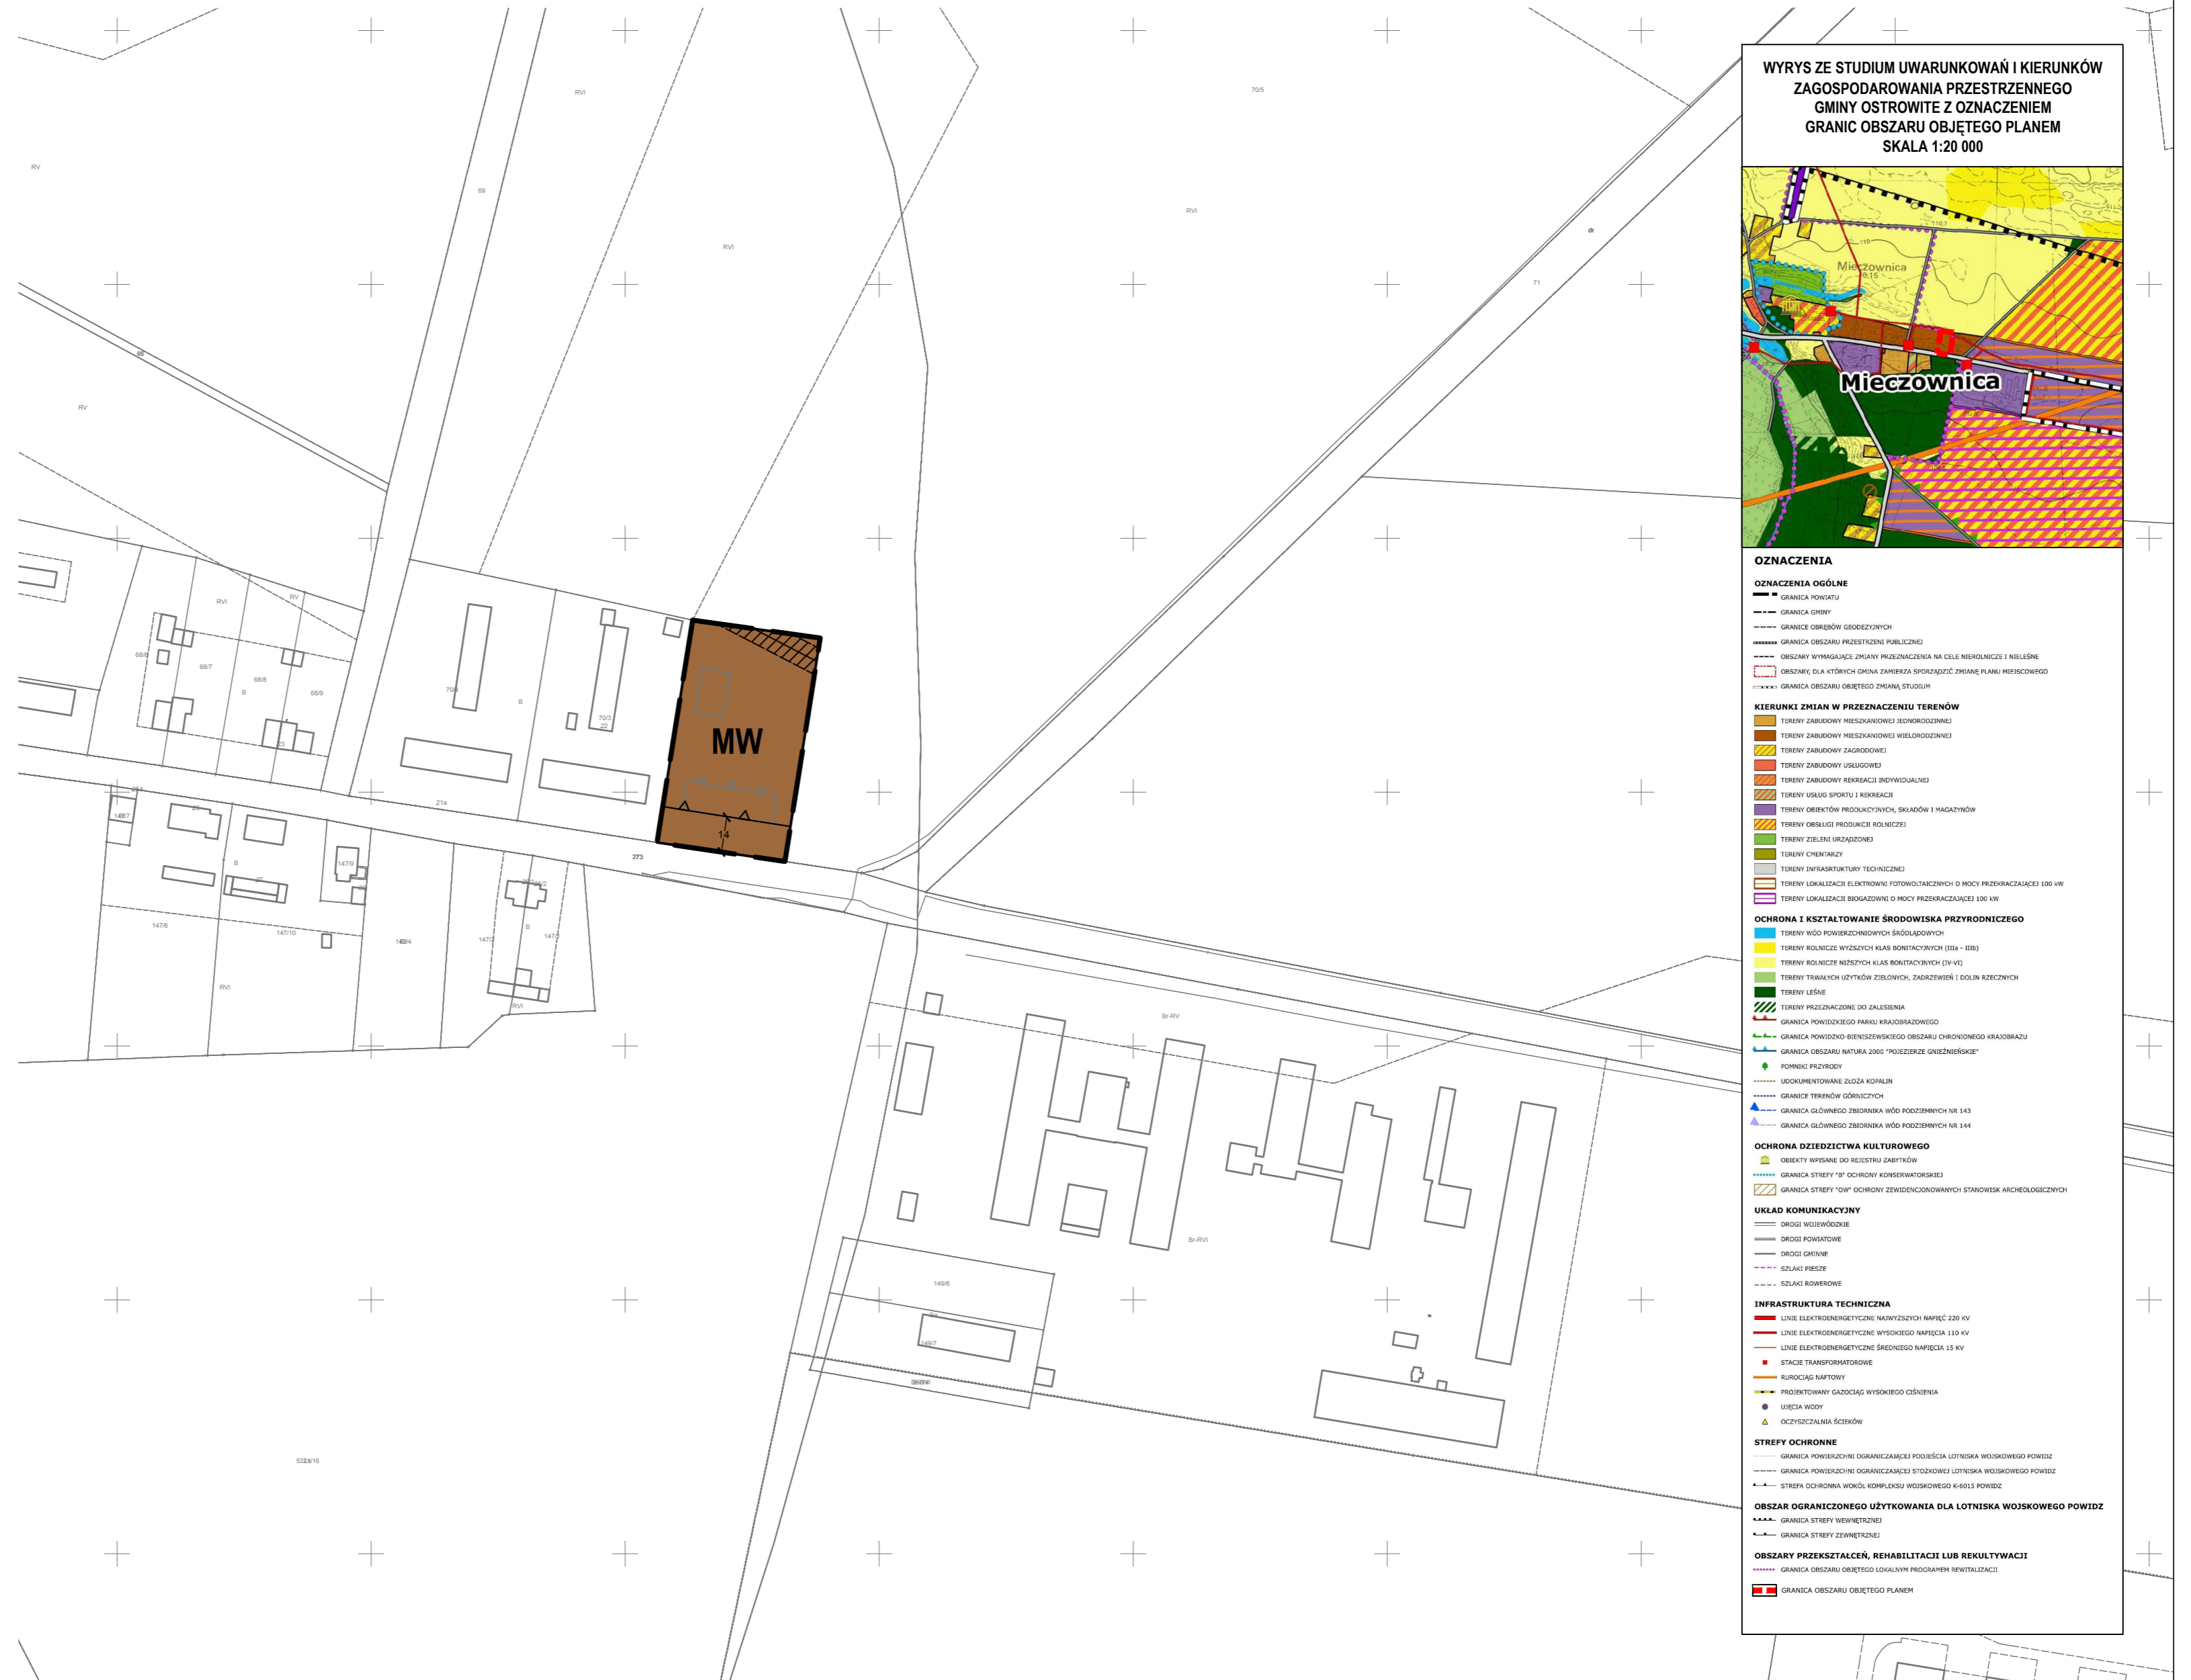 70/5
RVI
RV
69
RVI
RVI
dr
71
RV
RVI
RV
68/6
68/7
68/8
68/9
B
23
70/4
B
70/3
22
MW
14
21a
273
25
B
27
147/9
147/6
147/10
147/2
B
RVI
RVI
Br-RV
Br-RVI
149/6
149/7
WYRYS ZE STUDIUM UWARUNKOWAŃ I KIERUNKÓW
ZAGOSPODAROWANIA PRZESTRZENNEGO
GMINY OSTROWITE Z OZNACZENIEM
GRANIC OBSZARU OBJĘTEGO PLANEM
SKALA 1:20 000
110.7
110
Mieczownica
Mieczownica
OZNACZENIA
OZNACZENIA OGÓLNE
GRANICA POWIATU
GRANICA GMINY
GRANICE OBRĘBÓW GEODEZYJNYCH
GRANICA OBSZARU PRZESTRZENI PUBLICZNEJ
OBSZARY WYMAGAJĄCE ZMIANY PRZEZNACZENIA NA CELE NIEROLNICZE I NIELEŚNE
OBSZARY, DLA KTÓRYCH GMINA ZAMIERZA SPORZĄDZIĆ ZMIANĘ PLANU MIEJSCOWEGO
GRANICA OBSZARU OBJĘTEGO ZMIANĄ STUDIUM
KIERUNKI ZMIAN W PRZEZNACZENIU TERENÓW
TERENY ZABUDOWY MIESZKANIOWEJ JEDNORODZINNEJ
TERENY ZABUDOWY MIESZKANIOWEJ WIELORODZINNEJ
TERENY ZABUDOWY ZAGRODOWEJ
TERENY ZABUDOWY USŁUGOWEJ
TERENY ZABUDOWY REKREACJI INDYWIDUALNEJ
TERENY USŁUG SPORTU I REKREACJI
TERENY OBIEKTÓW PRODUKCYJNYCH, SKŁADÓW I MAGAZYNÓW
TERENY OBSŁUGI PRODUKCJI ROLNICZEJ
TERENY ZIELENI URZĄDZONEJ
TERENY CMENTARZY
TERENY INFRASRTUKTURY TECHNICZNEJ
TERENY LOKALIZACJI ELEKTROWNI FOTOWOLTAICZNYCH O MOCY PRZEKRACZAJĄCEJ 100 kW
TERENY LOKALIZACJI BIOGAZOWNI O MOCY PRZEKRACZAJĄCEJ 100 kW
OCHRONA I KSZTAŁTOWANIE ŚRODOWISKA PRZYRODNICZEGO
TERENY WÓD POWIERZCHNIOWYCH ŚRÓDLĄDOWYCH
TERENY ROLNICZE WYŻSZYCH KLAS BONITACYJNYCH (IIIa - IIIb)
TERENY ROLNICZE NIŻSZYCH KLAS BONITACYJNYCH (IV-VI)
TERENY TRWAŁYCH UŻYTKÓW ZIELONYCH, ZADRZEWIEŃ I DOLIN RZECZNYCH
TERENY LEŚNE
TERENY PRZEZNACZONE DO ZALESIENIA
GRANICA POWIDZKIEGO PARKU KRAJOBRAZOWEGO
GRANICA POWIDZKO-BIENISZEWSKIEGO OBSZARU CHRONIONEGO KRAJOBRAZU
GRANICA OBSZARU NATURA 2000 "POJEZIERZE GNIEŹNIEŃSKIE"
POMNIKI PRZYRODY
UDOKUMENTOWANE ZŁOŻA KOPALIN
GRANICE TERENÓW GÓRNICZYCH
GRANICA GŁÓWNEGO ZBIORNIKA WÓD PODZIEMNYCH NR 143
GRANICA GŁÓWNEGO ZBIORNIKA WÓD PODZIEMNYCH NR 144
OCHRONA DZIEDZICTWA KULTUROWEGO
OBIEKTY WPISANE DO REJESTRU ZABYTKÓW
GRANICA STREFY "B" OCHRONY KONSERWATORSKIEJ
GRANICA STREFY "OW" OCHRONY ZEWIDENCJONOWANYCH STANOWISK ARCHEOLOGICZNYCH
UKŁAD KOMUNIKACYJNY
DROGI WOJEWÓDZKIE
DROGI POWIATOWE
DROGI GMINNE
SZLAKI PIESZE
SZLAKI ROWEROWE
INFRASTRUKTURA TECHNICZNA
LINIE ELEKTROENERGETYCZNE NAJWYŻSZYCH NAPIĘĆ 220 KV
LINIE ELEKTROENERGETYCZNE WYSOKIEGO NAPIĘCIA 110 KV
LINIE ELEKTROENERGETYCZNE ŚREDNIEGO NAPIĘCIA 15 KV
STACJE TRANSFORMATOROWE
RUROCIĄG NAFTOWY
PROJEKTOWANY GAZOCIĄG WYSOKIEGO CIŚNIENIA
UJĘCIA WODY
OCZYSZCZALNIA ŚCIEKÓW
STREFY OCHRONNE
GRANICA POWIERZCHNI OGRANICZAJĄCEJ PODEJŚCIA LOTNISKA WOJSKOWEGO POWIDZ
GRANICA POWIERZCHNI OGRANICZAJĄCEJ STOŻKOWEJ LOTNISKA WOJSKOWEGO POWIDZ
STREFA OCHRONNA WOKÓŁ KOMPLEKSU WOJSKOWEGO K-6015 POWIDZ
OBSZAR OGRANICZONEGO UŻYTKOWANIA DLA LOTNISKA WOJSKOWEGO POWIDZ
GRANICA STREFY WEWNĘTRZNEJ
GRANICA STREFY ZEWNĘTRZNEJ
OBSZARY PRZEKSZTAŁCEŃ, REHABILITACJI LUB REKULTYWACJI
GRANICA OBSZARU OBJĘTEGO LOKALNYM PROGRAMEM REWITALIZACJI
GRANICA OBSZARU OBJĘTEGO PLANEM